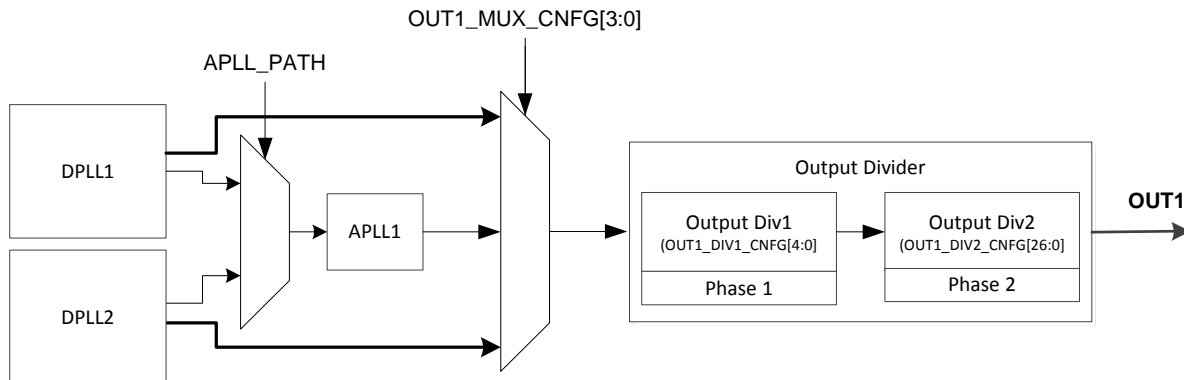 OUT1_MUX_CNFG[3:0]
APLL_PATH
DPLL1
DPLL2
APLL1
Output Divider
Output Div1
(OUT1_DIV1_CNFG[4:0])
Phase 1
Output Div2
(OUT1_DIV2_CNFG[26:0])
Phase 2
OUT1